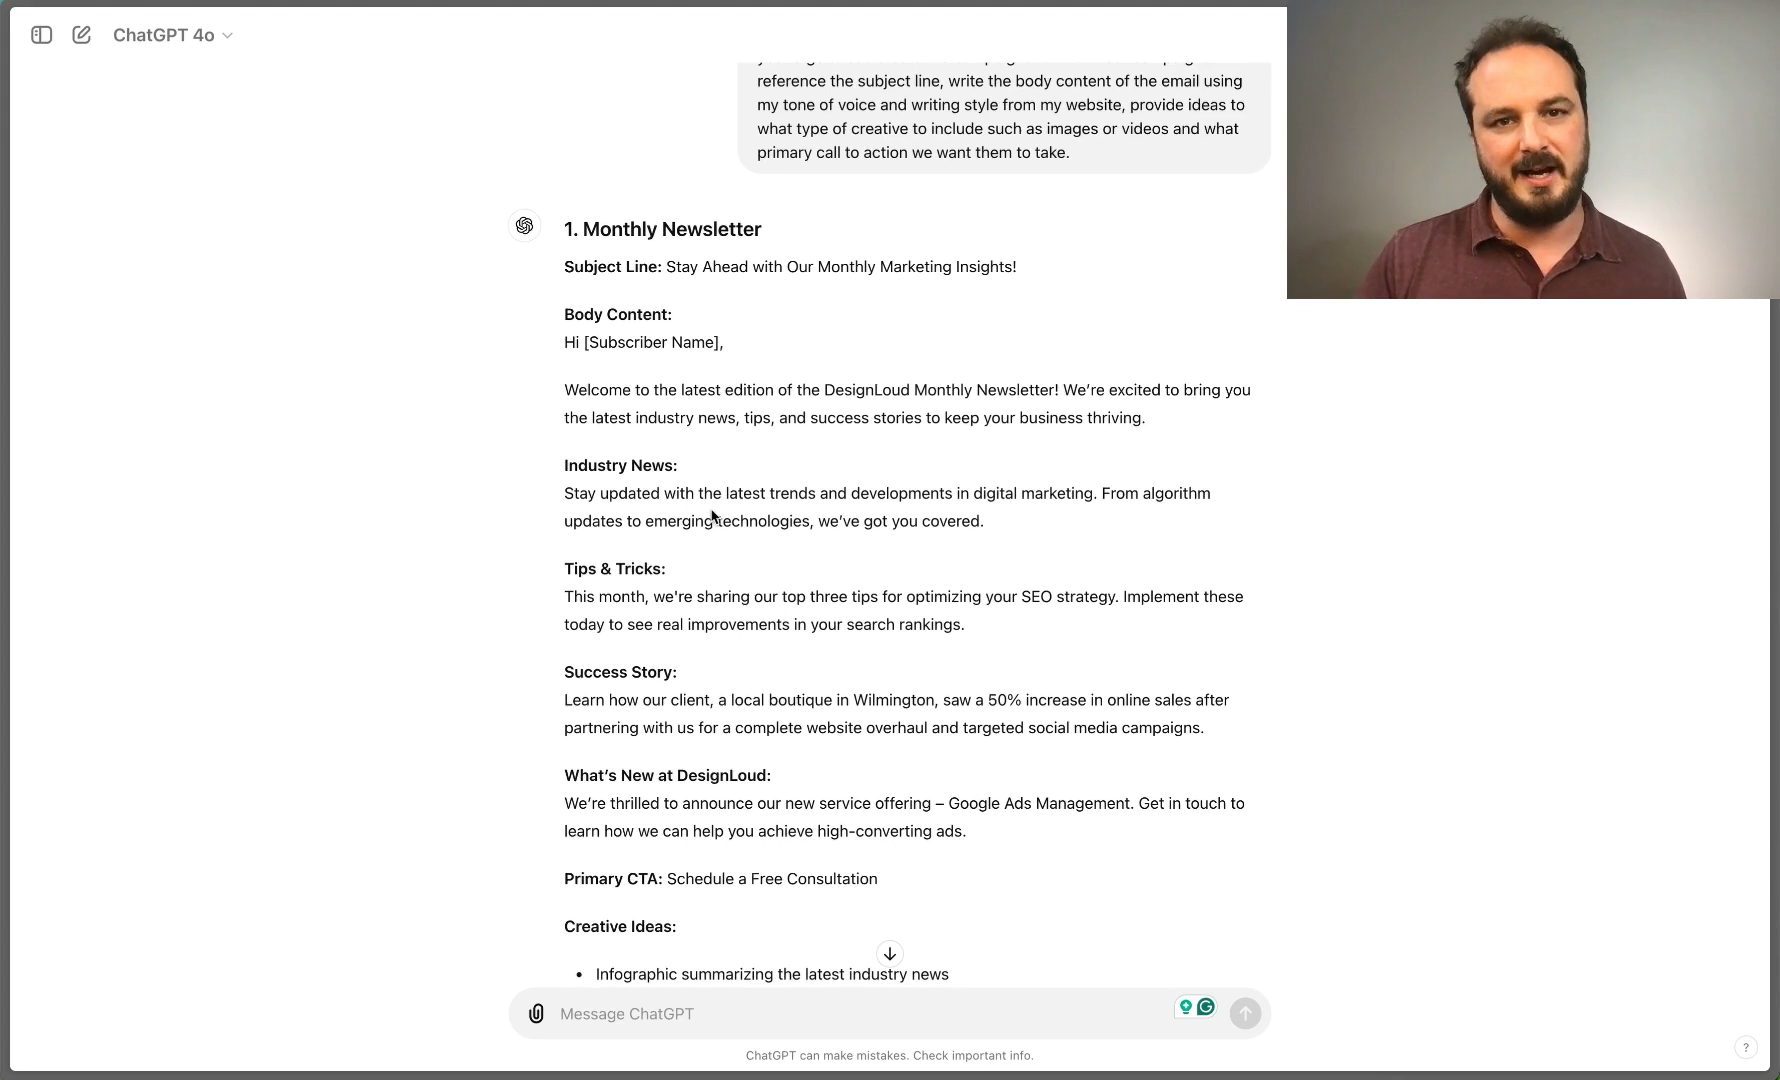 ChatGPT 4o
reference the subject line, write the body content of the email using
my tone of voice and writing style from my website, provide ideas to
what type of creative to include such as images or videos and what
primary call to action we want them to take.
1. Monthly Newsletter
Subject Line: Stay Ahead with Our Monthly Marketing Insights!
Body Content:
Hi [Subscriber Name],
Welcome to the latest edition of the DesignLoud Monthly Newsletter! We’re excited to bring you
the latest industry news, tips, and success stories to keep your business thriving.
Industry News:
Stay updated with the latest trends and developments in digital marketing. From algorithm
updates to emerging technologies, we’ve got you covered.
Tips & Tricks:
This month, we're sharing our top three tips for optimizing your SEO strategy. Implement these
today to see real improvements in your search rankings.
Success Story:
Learn how our client, a local boutique in Wilmington, saw a 50% increase in online sales after
partnering with us for a complete website overhaul and targeted social media campaigns.
What’s New at DesignLoud:
We’re thrilled to announce our new service offering – Google Ads Management. Get in touch to
learn how we can help you achieve high-converting ads.
Primary CTA: Schedule a Free Consultation
Creative Ideas:
• Infographic summarizing the latest industry news
Message ChatGPT
ChatGPT can make mistakes. Check important info.
?